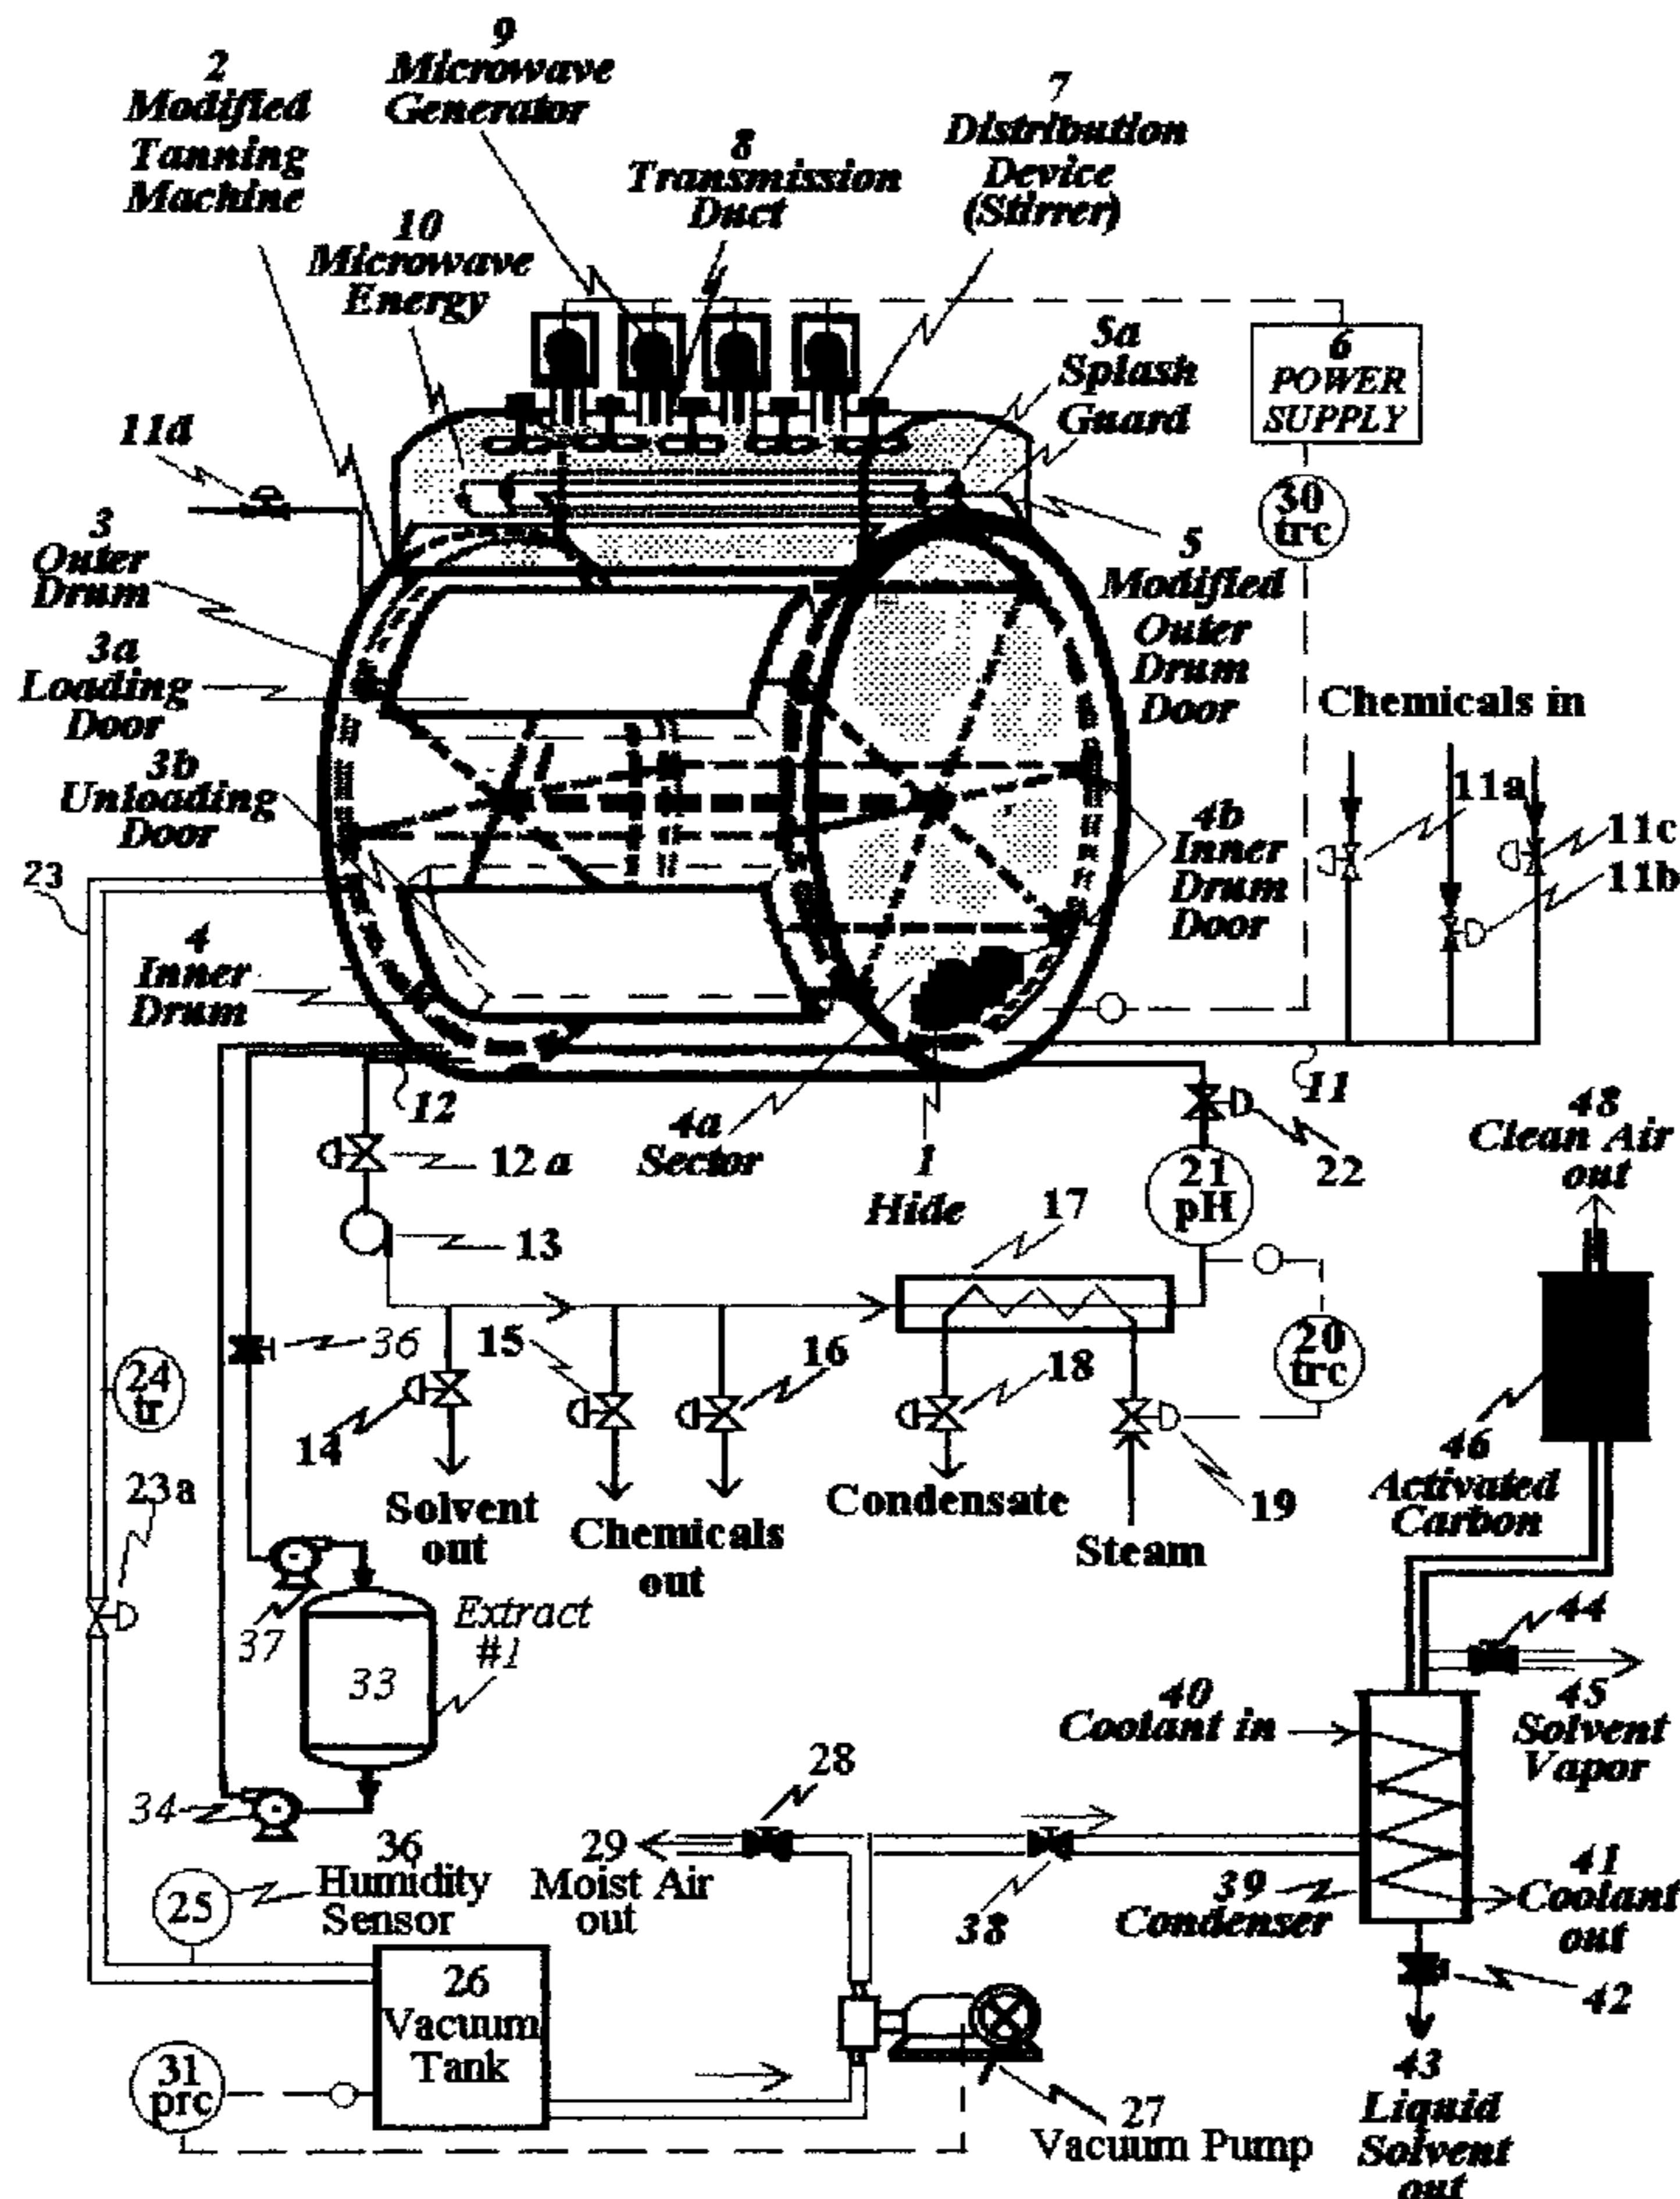 9
Microwave
Generator
2
Modified
Tanning
Machine
7
Distribution
Device
(Stirrer)
8
Transmission
Duct
10
Microwave
Energy
5a
Splash
Guard
6
POWER
SUPPLY
11d
30
trc
3
Outer
Drum
5
Modified
Outer
Drum
Door
3a
Loading
Door
Chemicals in
3b
Unloading
Door
11a
11c
11b
4b
Inner
Drum
Door
23
4
Inner
Drum
12
11
4a
Sector
1
Hide
22
48
Clean Air
out
12a
21
pH
13
17
36
15
16
18
20
trc
24
tr
14
19
46
Activated
Carbon
23a
Solvent
out
Chemicals
out
Condensate
Steam
37
Extract
#1
33
44
40
Coolant in
45
Solvent
Vapor
34
28
36
Humidity
Sensor
29
Moist Air
out
25
38
39
Condenser
41
Coolant
out
26
Vacuum
Tank
42
31
prc
27
Vacuum Pump
43
Liquid
Solvent
out